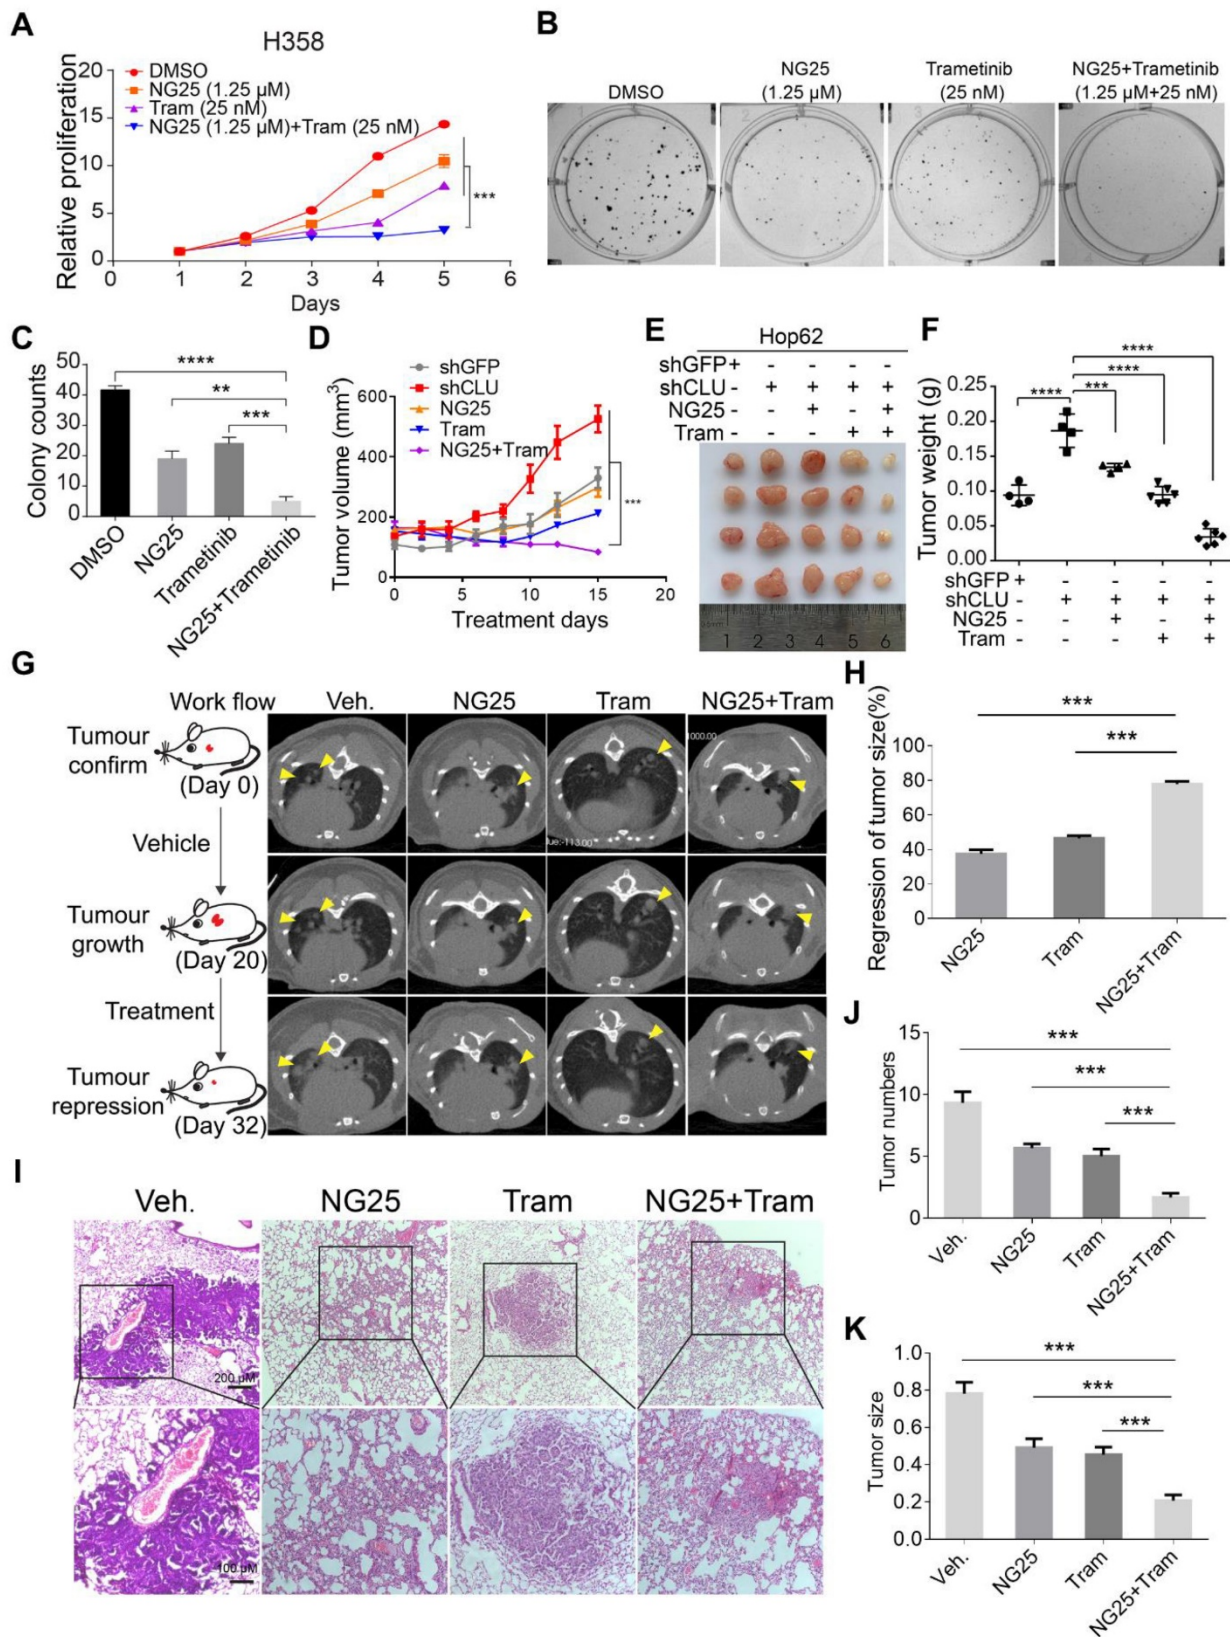 A
H358
Relative proliferation
20
15
10
5
0
DMSO
NG25 (1.25 µM)
Tram (25 nM)
NG25 (1.25 µM)+Tram (25 nM)
***
0 1 2 3 4 5 6
Days
B
DMSO
NG25
(1.25 µM)
Trametinib
(25 nM)
NG25+Trametinib
(1.25 µM+25 nM)
C
Colony counts
50
40
30
20
10
0
****
**
***
DMSO
NG25
Trametinib
NG25+Trametinib
D
Tumor volume (mm³)
600
400
200
0
shGFP
shCLU
NG25
Tram
NG25+Tram
***
0 5 10 15 20
Treatment days
E
Hop62
shGFP + - - - -
shCLU - + + + +
NG25 - - + - +
Tram - - - + +
1 2 3 4 5 6
F
Tumor weight (g)
0.25
0.20
0.15
0.10
0.05
0.00
****
****
****
***
shGFP + - - - -
shCLU - + + + +
NG25 - - + - +
Tram - - - + +
G
Work flow
Veh.
NG25
Tram
NG25+Tram
Tumour
confirm
(Day 0)
Vehicle
Tumour
growth
(Day 20)
Treatment
Tumour
repression
(Day 32)
1000.00
lue:-113.00
H
Regression of tumor size(%)
100
80
60
40
20
0
***
***
NG25
Tram
NG25+Tram
I
Veh.
NG25
Tram
NG25+Tram
200 µM
100 µM
J
Tumor numbers
15
10
5
0
***
***
***
Veh.
NG25
Tram
NG25+Tram
K
Tumor size
1.0
0.8
0.6
0.4
0.2
0.0
***
***
***
Veh.
NG25
Tram
NG25+Tram